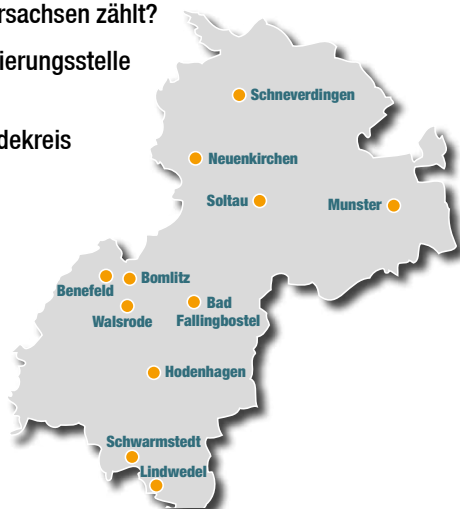 rsachsen zählt?
ierungsstelle
dekreis
Schneverdingen
Neuenkirchen
Soltau
Munster
Benefeld
Bomlitz
Walsrode
Bad
Fallingbostel
Hodenhagen
Schwarmstedt
Lindwedel